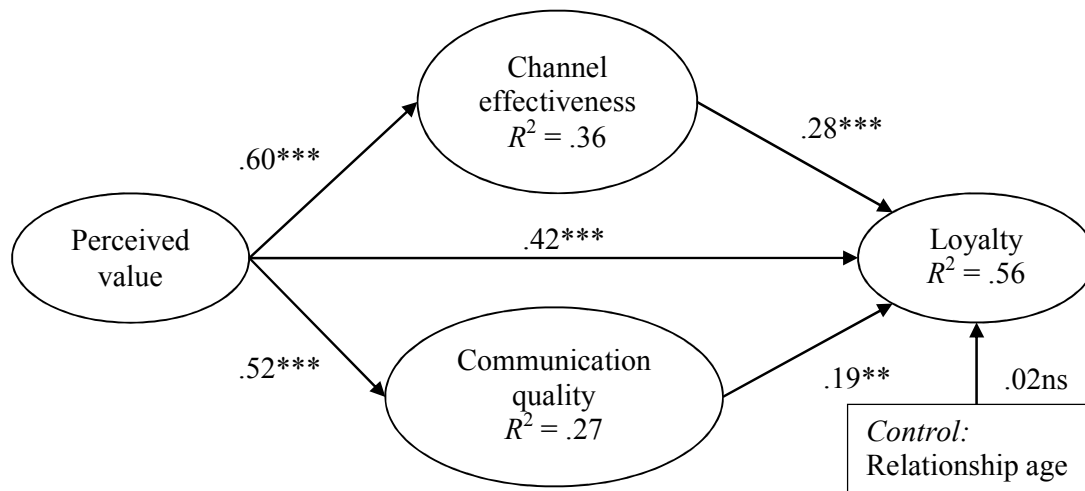 Channel
effectiveness
R² = .36
.60***
.28***
Perceived
value
.42***
Loyalty
R² = .56
.52***
Communication
quality
R² = .27
.19**
.02ns
Control:
Relationship age